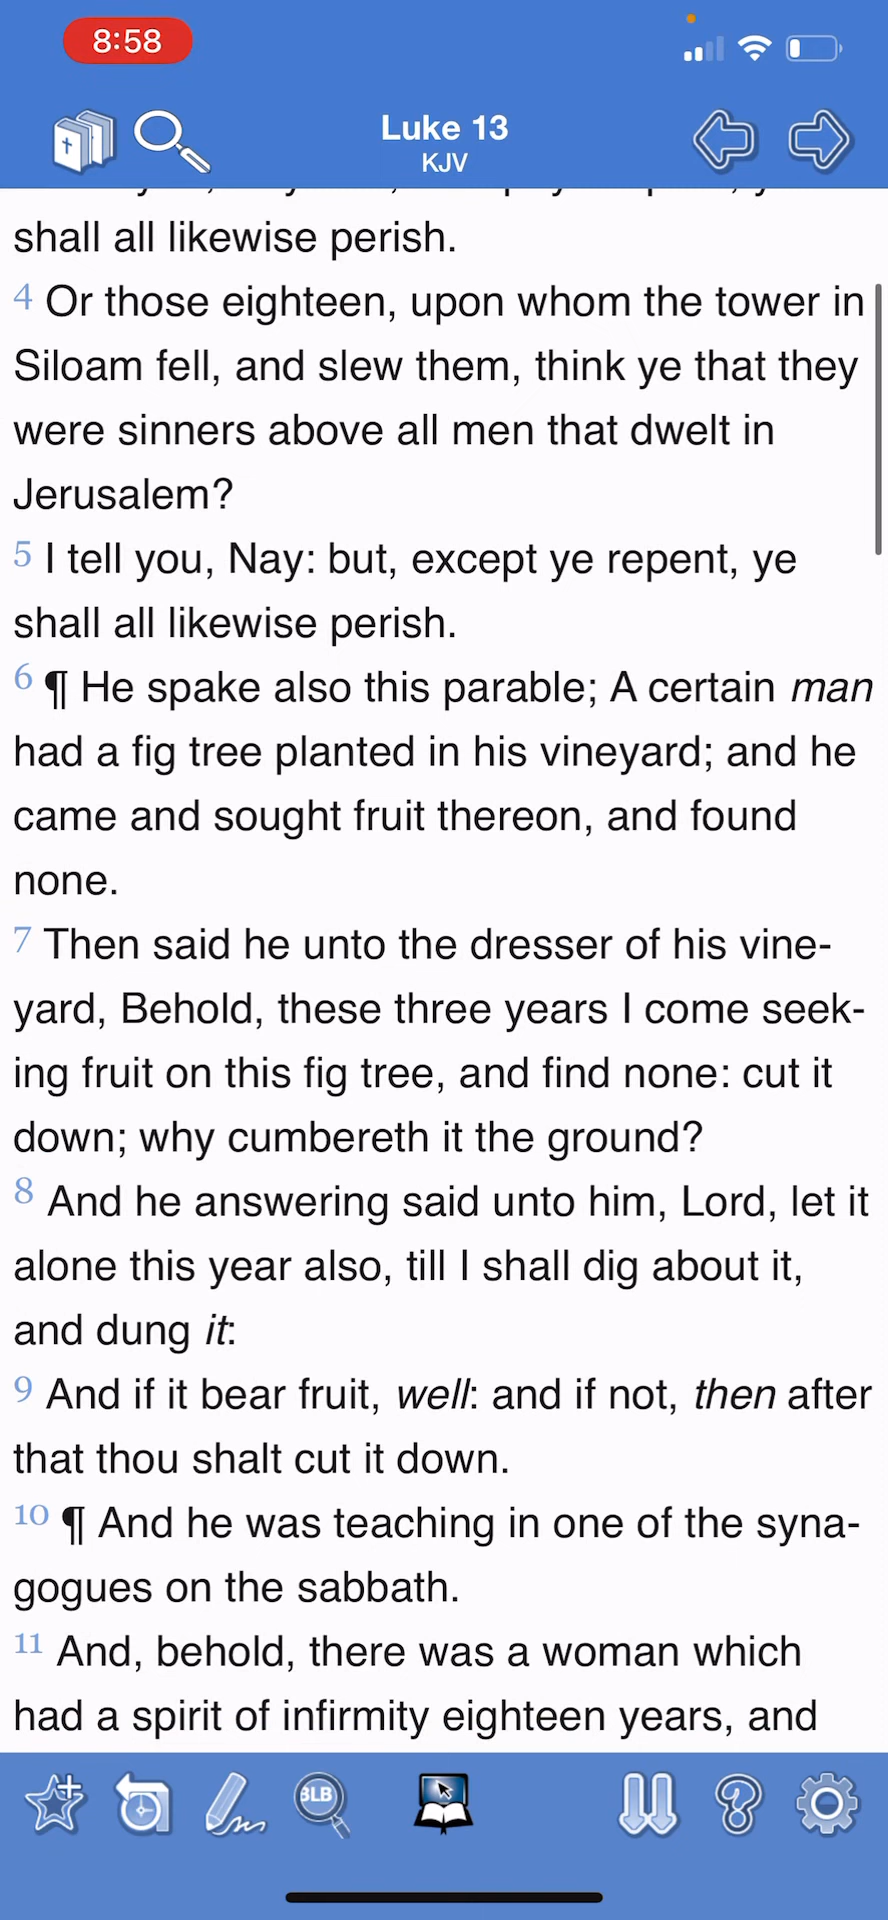 8:58
Luke 13
KJV
shall all likewise perish.
4 Or those eighteen, upon whom the tower in
Siloam fell, and slew them, think ye that they
were sinners above all men that dwelt in
Jerusalem?
5 I tell you, Nay: but, except ye repent, ye
shall all likewise perish.
6 ¶ He spake also this parable; A certain man
had a fig tree planted in his vineyard; and he
came and sought fruit thereon, and found
none.
7 Then said he unto the dresser of his vine-
yard, Behold, these three years I come seek-
ing fruit on this fig tree, and find none: cut it
down; why cumbereth it the ground?
8 And he answering said unto him, Lord, let it
alone this year also, till I shall dig about it,
and dung it:
9 And if it bear fruit, well: and if not, then after
that thou shalt cut it down.
10 ¶ And he was teaching in one of the syna-
gogues on the sabbath.
11 And, behold, there was a woman which
had a spirit of infirmity eighteen years, and
BLB